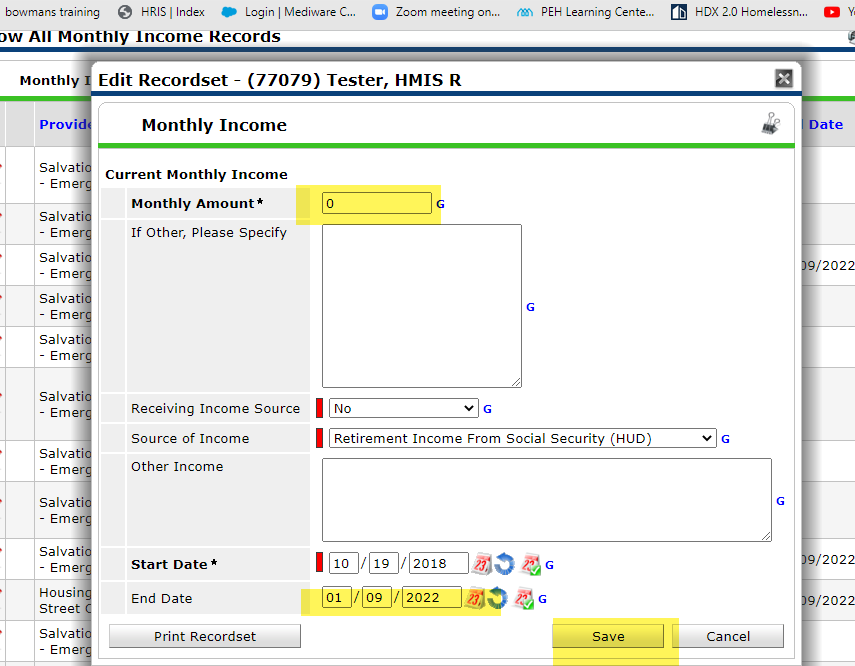 bowmans training HRIS | Index Login | Mediware C... Zoom meeting on... PEH Learning Cente... HDX 2.0 Homelessn...
ow All Monthly Income Records
Monthly I
Edit Recordset - (77079) Tester, HMIS R
Provide
Date
Monthly Income
Salvatio
- Emerg
Current Monthly Income
Monthly Amount* 0 G
Salvatio
- Emerg
If Other, Please Specify
G
Salvatio
- Emerg
09/2022
Salvatio
- Emerg
Salvatio
- Emerg
Salvatio
- Emerg
Receiving Income Source No G
Source of Income Retirement Income From Social Security (HUD) G
Salvatio
- Emerg
Other Income
G
Salvatio
- Emerg
Salvatio
- Emerg
09/2022
Start Date* 10 / 19 / 2018 23 23 G
Housing
Street C
09/2022
End Date 01 / 09 / 2022 23 23 G
Salvatio
- Emerg
Print Recordset Save Cancel